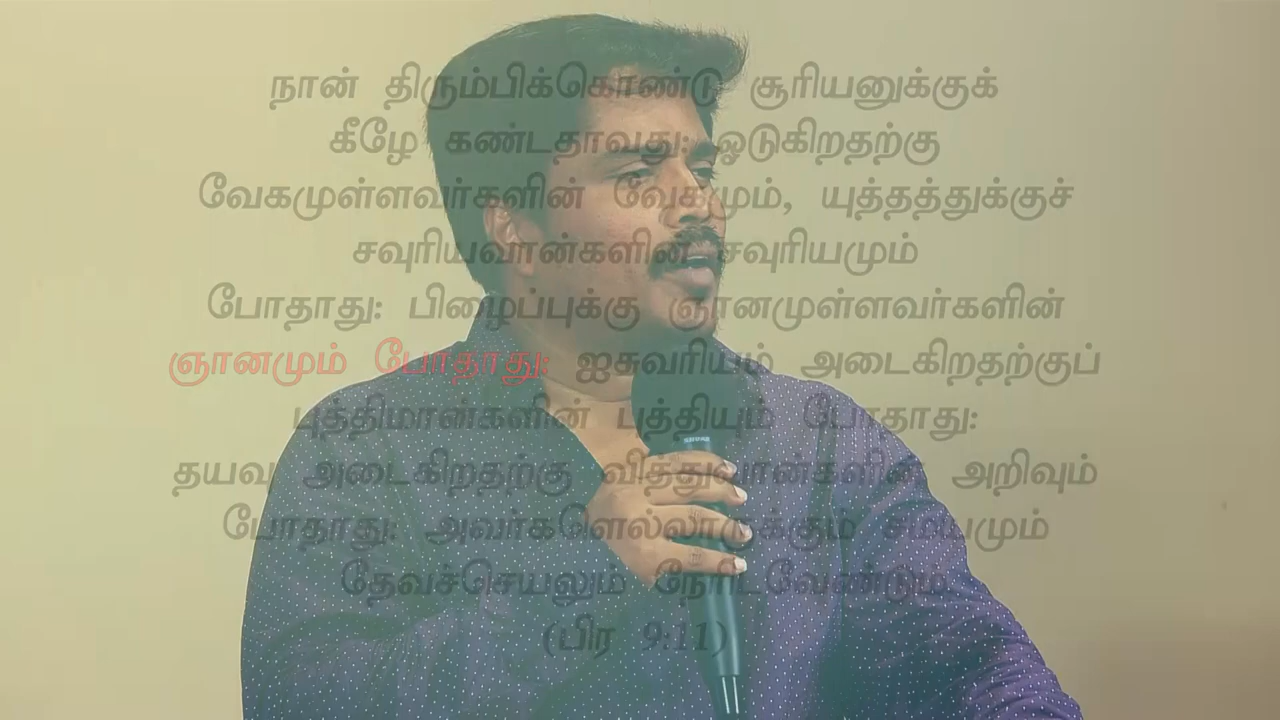 நான் திரும்பிக்கொண்டு சூரியனுக்குக்
கீழே கண்டதாவது: ஓடுகிறதற்கு
வேகமுள்ளவர்களின் வேகமும், யுத்தத்துக்குச்
சவுரியவான்களின் சவுரியமும்
போதாது: பிழைப்புக்கு ஞானமுள்ளவர்களின்
ஞானமும் போதாது: ஐசுவரியம் அடைகிறதற்குப்
புத்திமான்களின் புத்தியும் போதாது:
தயவு அடைகிறதற்கு வித்துவான்களின் அறிவும்
போதாது: அவர்களெல்லாருக்கும் சமயமும்
தேவச்செயலும் நேரிடவேண்டும்
(பிர 9:11)
SHURE